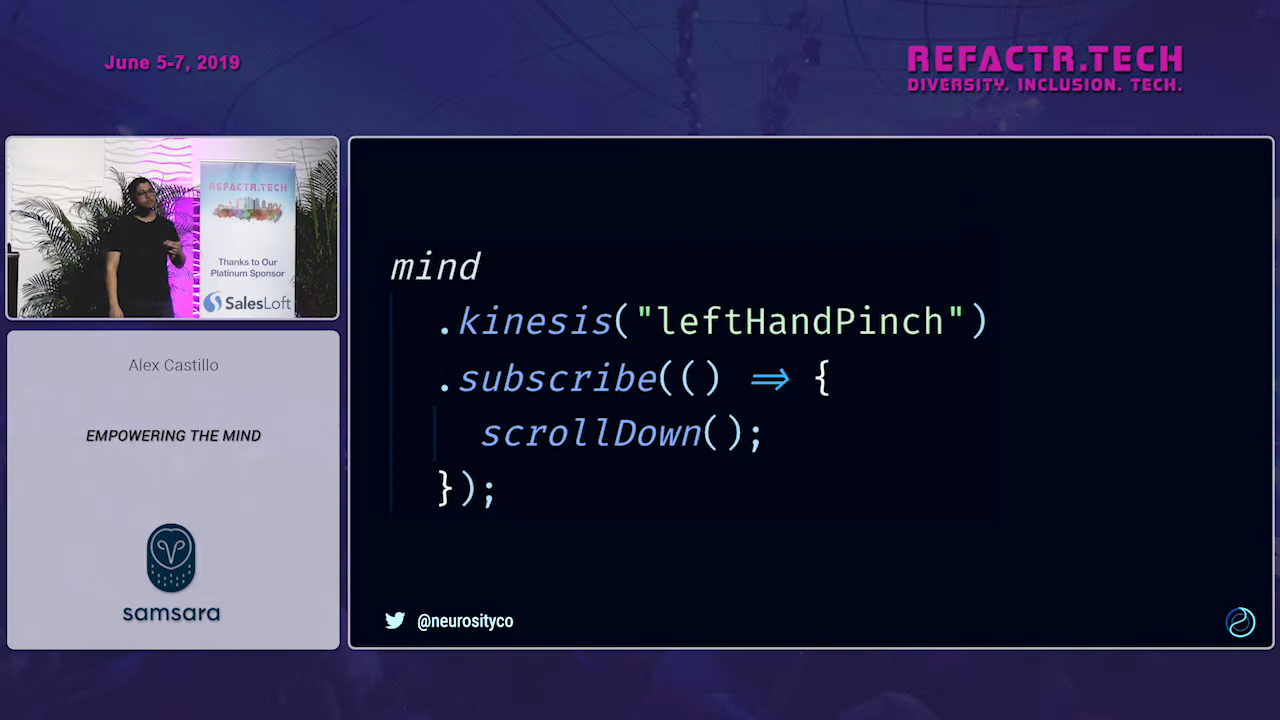 June 5-7, 2019
REFACTR.TECH
DIVERSITY. INCLUSION. TECH.
REFACTR.TECH
Thanks to Our
Platinum Sponsor
SalesLoft
Alex Castillo
EMPOWERING THE MIND
samsara
mind
.kinesis("leftHandPinch")
.subscribe(() => {
scrollDown();
});
@neurosityco